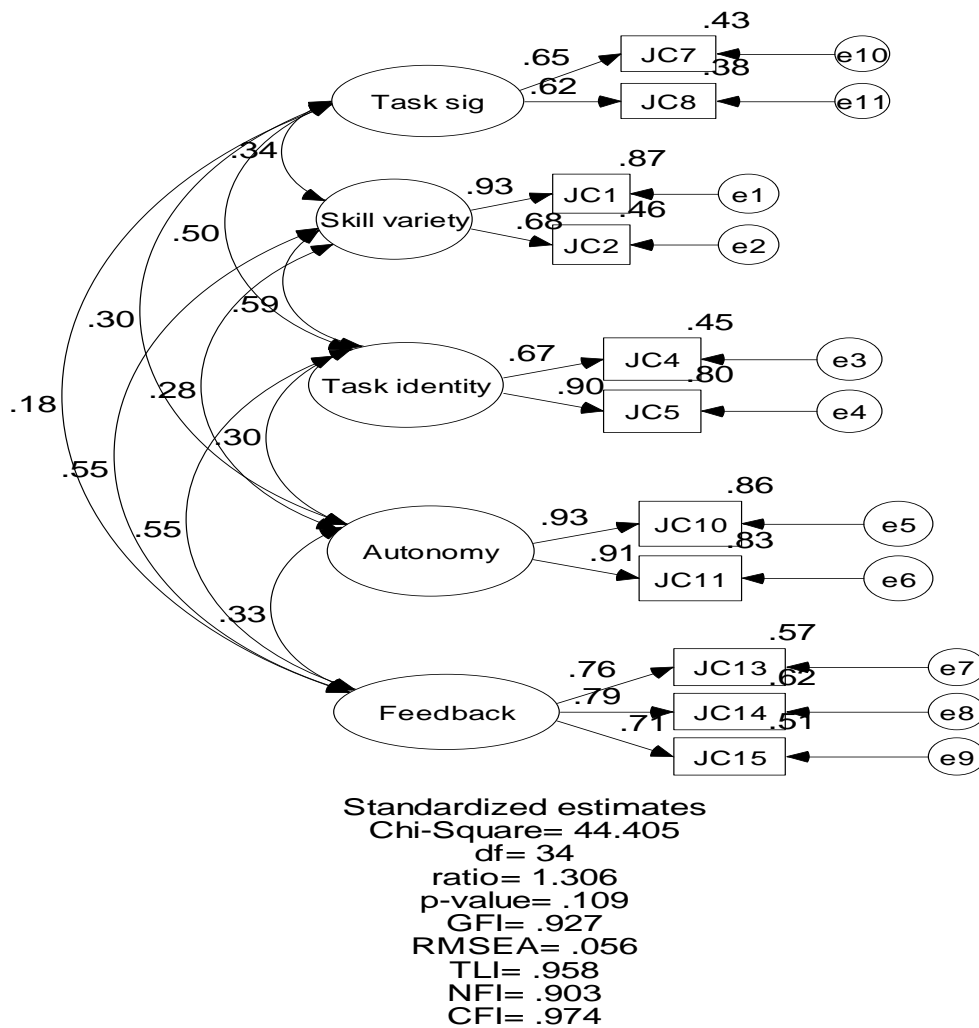 .43
.65 JC7 e10
.38
.62 JC8 e11
Task sig
.34
.87
.93 JC1 e1
Skill variety
.46
.68 JC2 e2
.50
.59
.30
.45
.67 JC4 e3
.80
Task identity
.90 JC5 e4
.28
.18
.30
.55
.86
.93 JC10 e5
.55
.83
Autonomy
.91 JC11 e6
.33
.57
.76 JC13 e7
.62
.79 JC14 e8
Feedback
.51
.71 JC15 e9
Standardized estimates
Chi-Square= 44.405
df= 34
ratio= 1.306
p-value= .109
GFI= .927
RMSEA= .056
TLI= .958
NFI= .903
CFI= .974